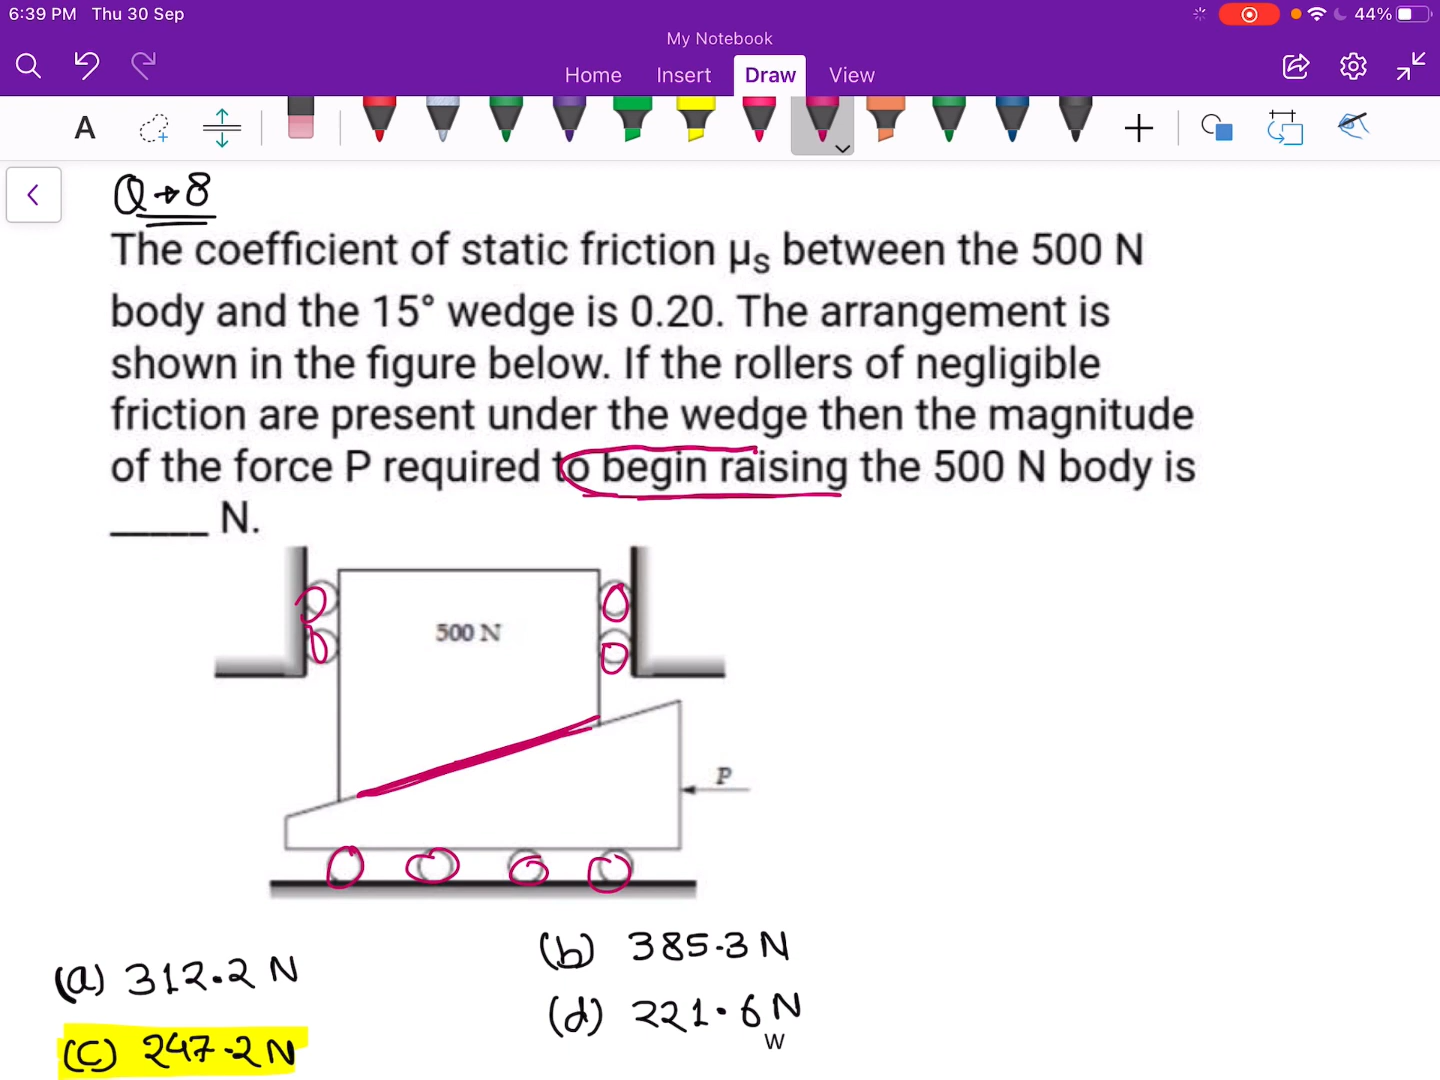 6:39 PM Thu 30 Sep
44%
My Notebook
Home Insert Draw View
A
Q→8
The coefficient of static friction μs between the 500 N
body and the 15° wedge is 0.20. The arrangement is
shown in the figure below. If the rollers of negligible
friction are present under the wedge then the magnitude
of the force P required to begin raising the 500 N body is
_____ N.
500 N
P
(a) 312.2 N
(b) 385.3 N
(c) 247.2 N
(d) 221.6 N
W